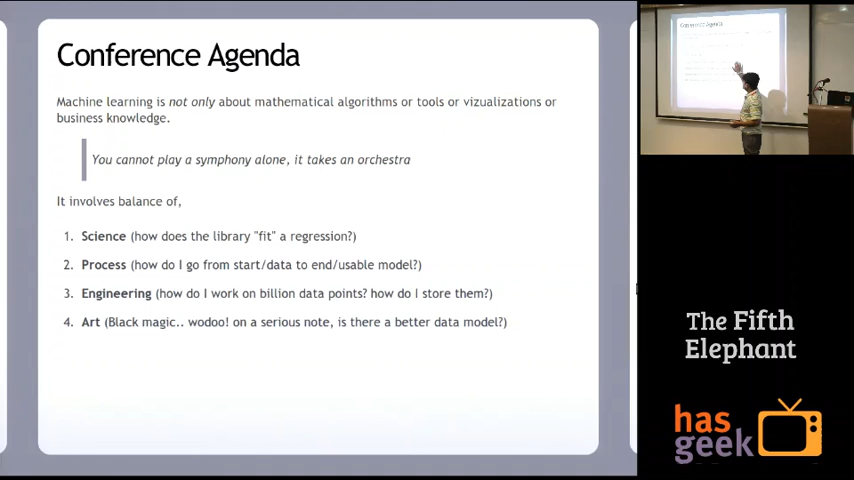 Conference Agenda
Machine learning is not only about mathematical algorithms or tools or vizualizations or
business knowledge.
You cannot play a symphony alone, it takes an orchestra
It involves balance of,
1. Science (how does the library "fit" a regression?)
2. Process (how do I go from start/data to end/usable model?)
3. Engineering (how do I work on billion data points? how do I store them?)
4. Art (Black magic.. wodoo! on a serious note, is there a better data model?)
Conference Agenda
The Fifth
Elephant
has
geek